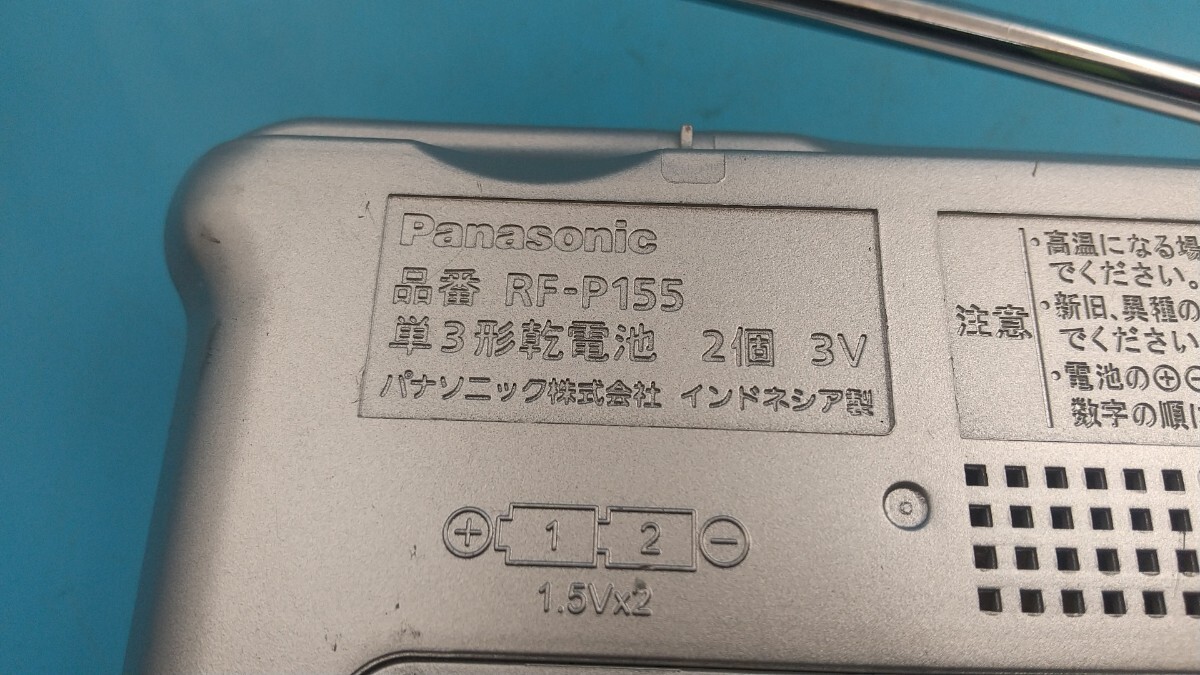 Panasonic
品番 RF-P155
単3形乾電池 2個 3V
パナソニック株式会社 インドネシア製
注意
・高温になる場
でください。
・新旧、異種の
でください
・電池の⊕⊖
数字の順に
⊕ 1 2 ⊖
1.5Vx2